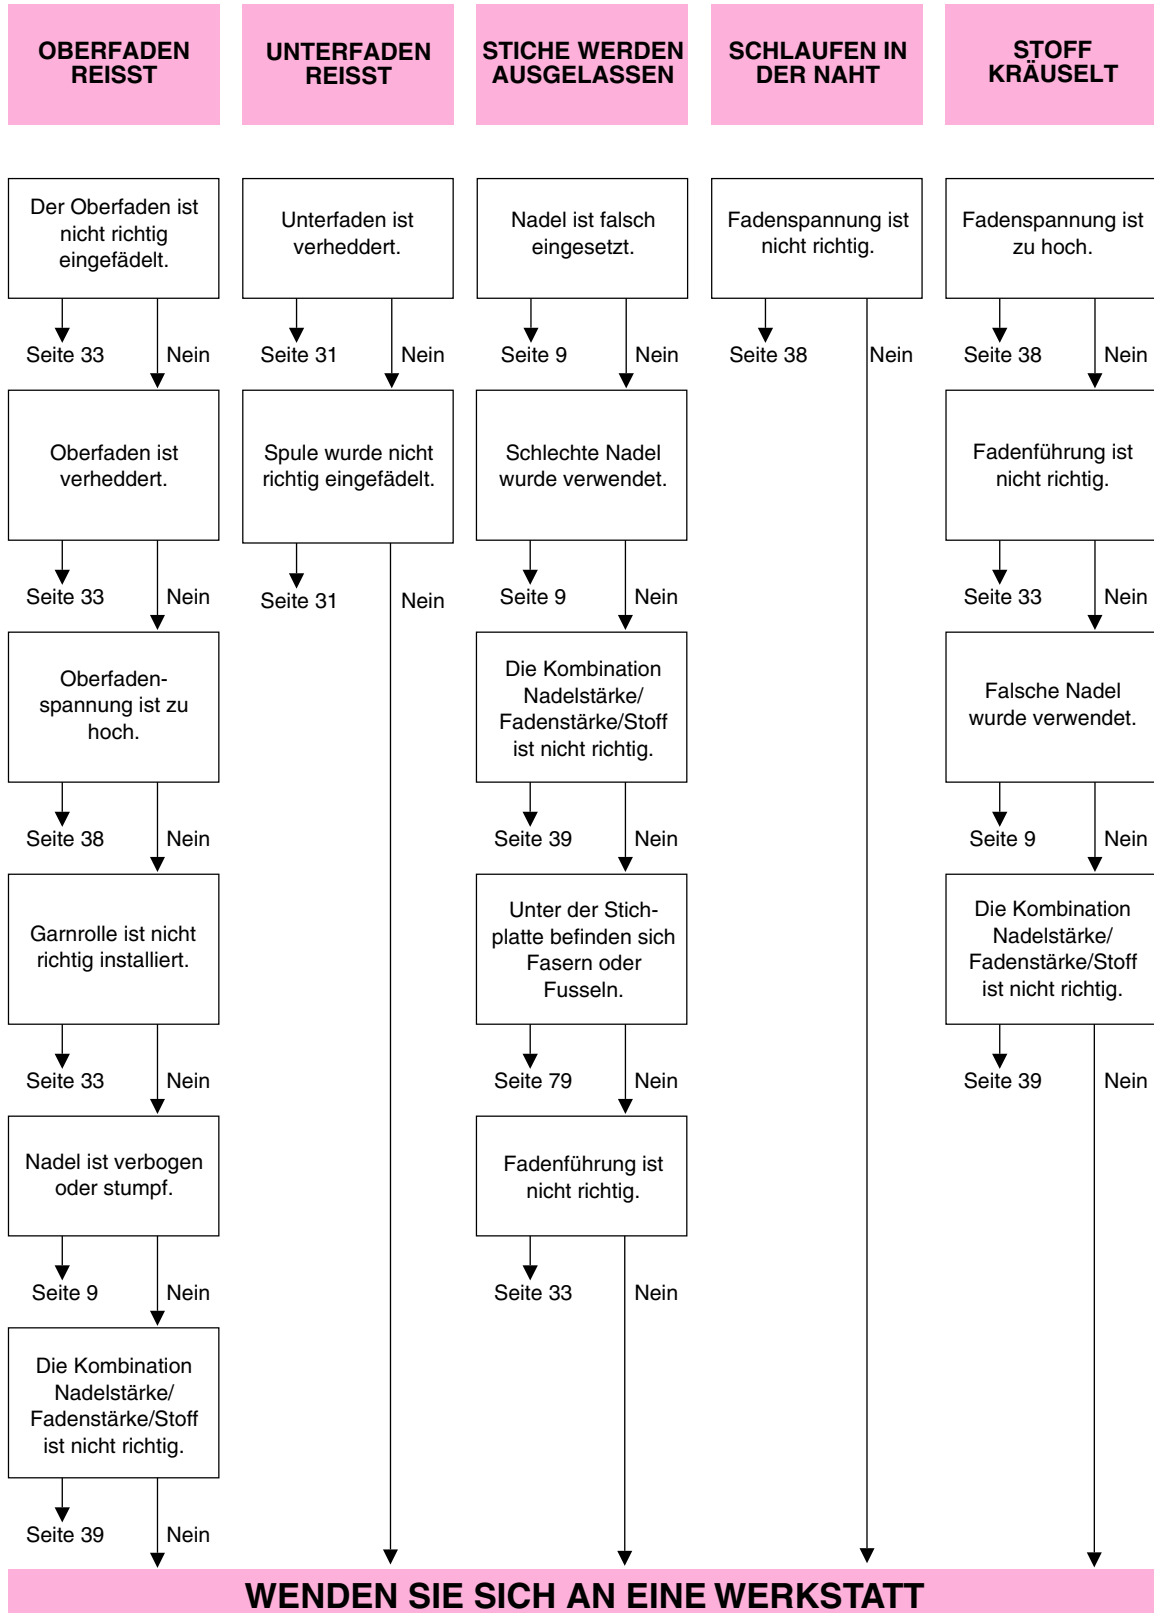 OBERFADEN
REISST
Der Oberfaden ist
nicht richtig
eingefädelt.
Seite 33
Nein
Oberfaden ist
verheddert.
Seite 33
Nein
Oberfaden-
spannung ist zu
hoch.
Seite 38
Nein
Garnrolle ist nicht
richtig installiert.
Seite 33
Nein
Nadel ist verbogen
oder stumpf.
Seite 9
Nein
Die Kombination
Nadelstärke/
Fadenstärke/Stoff
ist nicht richtig.
Seite 39
Nein
UNTERFADEN
REISST
Unterfaden ist
verheddert.
Seite 31
Nein
Spule wurde nicht
richtig eingefädelt.
Seite 31
Nein
STICHE WERDEN
AUSGELASSEN
Nadel ist falsch
eingesetzt.
Seite 9
Nein
Schlechte Nadel
wurde verwendet.
Seite 9
Nein
Die Kombination
Nadelstärke/
Fadenstärke/Stoff
ist nicht richtig.
Seite 39
Nein
Unter der Stich-
platte befinden sich
Fasern oder
Fusseln.
Seite 79
Nein
Fadenführung ist
nicht richtig.
Seite 33
Nein
SCHLAUFEN IN
DER NAHT
Fadenspannung ist
nicht richtig.
Seite 38
Nein
STOFF
KRÄUSELT
Fadenspannung ist
zu hoch.
Seite 38
Nein
Fadenführung ist
nicht richtig.
Seite 33
Nein
Falsche Nadel
wurde verwendet.
Seite 9
Nein
Die Kombination
Nadelstärke/
Fadenstärke/Stoff
ist nicht richtig.
Seite 39
Nein
WENDEN SIE SICH AN EINE WERKSTATT